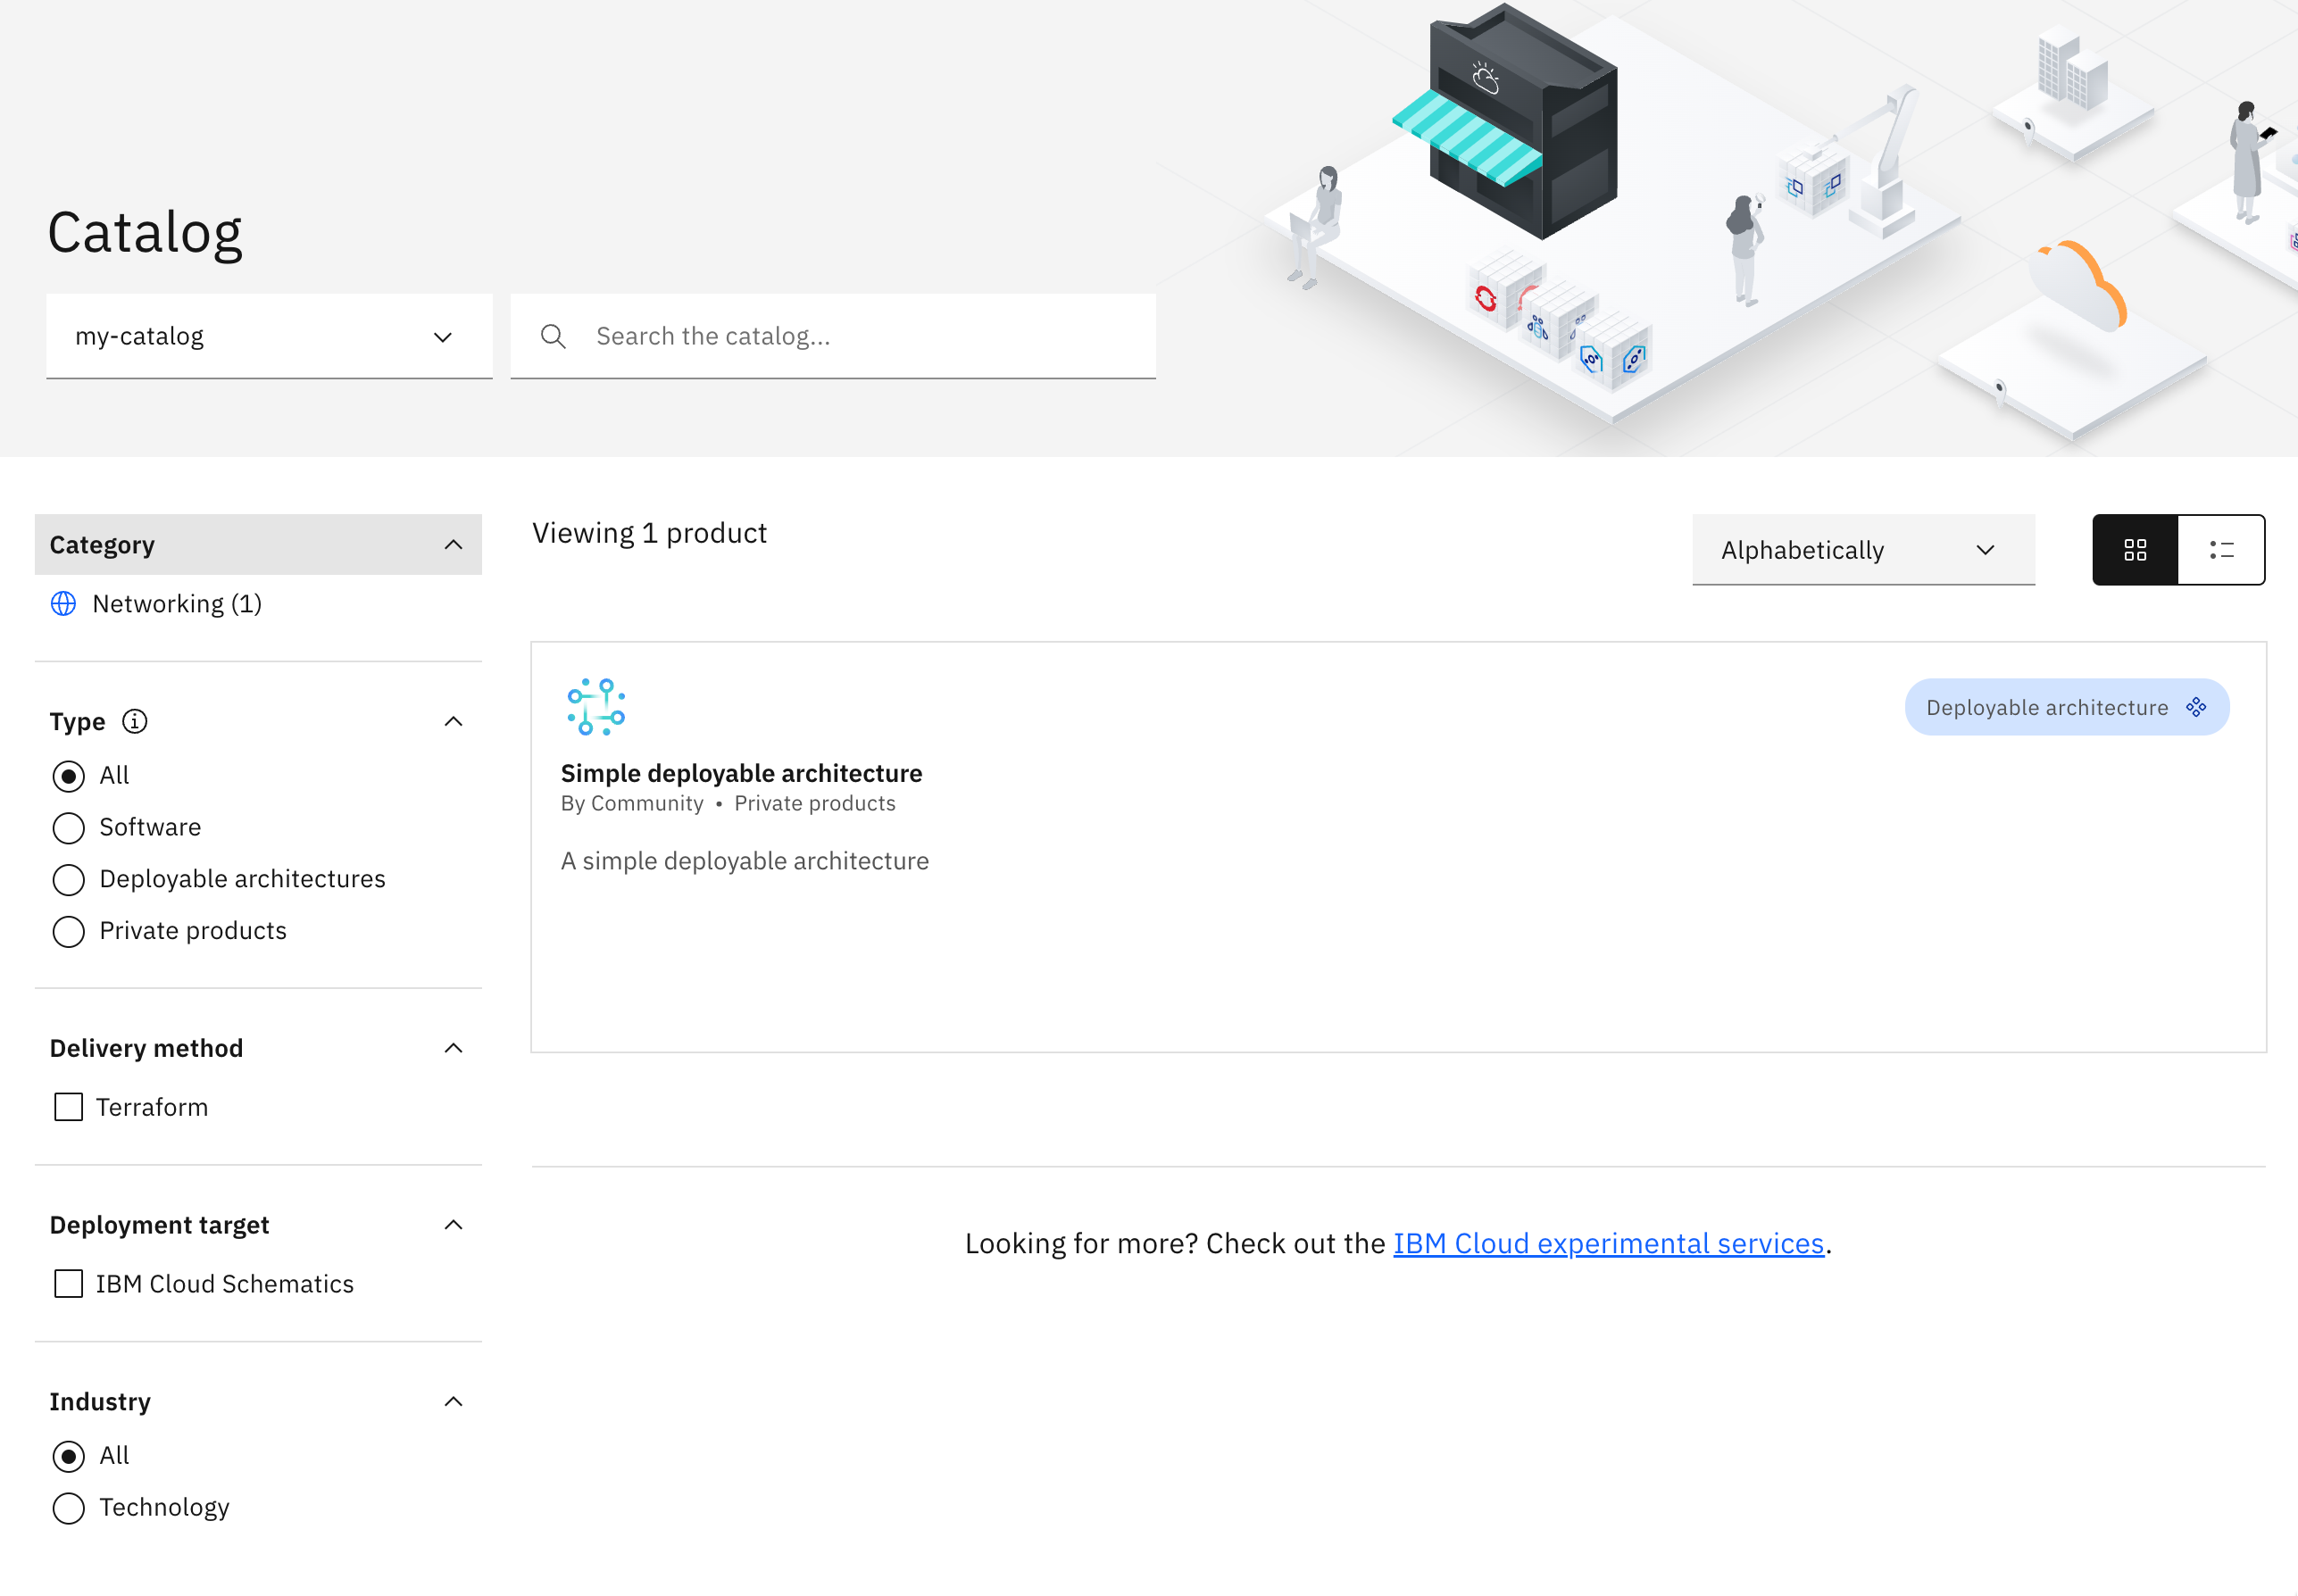 Catalog
my-catalog
Search the catalog...
Category
Networking (1)
Type
All
Software
Deployable architectures
Private products
Delivery method
Terraform
Deployment target
IBM Cloud Schematics
Industry
All
Technology
Viewing 1 product
Alphabetically
Deployable architecture
Simple deployable architecture
By Community • Private products
A simple deployable architecture
Looking for more? Check out the IBM Cloud experimental services.